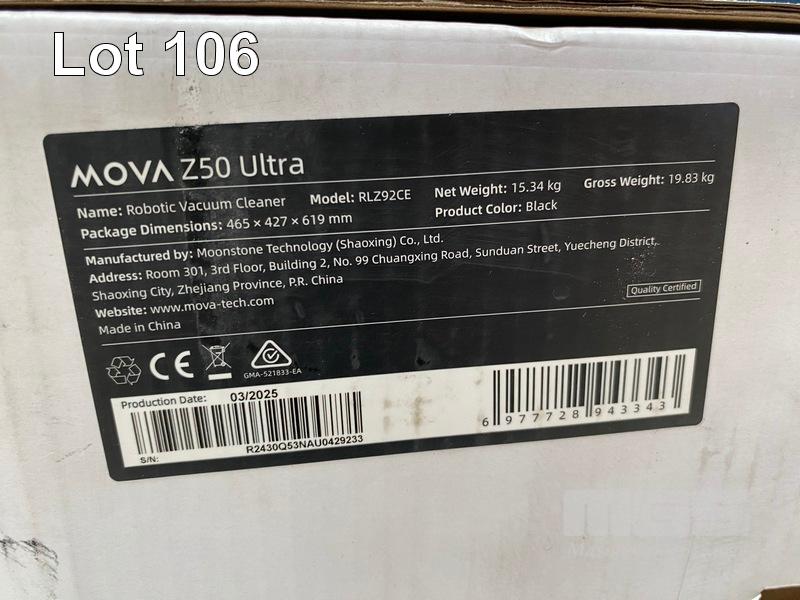 Lot 106
MOVA Z50 Ultra
Name: Robotic Vacuum Cleaner Model: RLZ92CE Net Weight: 15.34 kg Gross Weight: 19.83 kg
Package Dimensions: 465 × 427 × 619 mm Product Color: Black
Manufactured by: Moonstone Technology (Shaoxing) Co., Ltd.
Address: Room 301, 3rd Floor, Building 2, No. 99 Chuangxing Road, Sunduan Street, Yuecheng District,
Shaoxing City, Zhejiang Province, P.R. China
Website: www.mova-tech.com
Made in China
Quality Certified
CE
GMA-521833-EA
Production Date: 03/2025
R2430Q53NAU0429233
S/N:
6 977728 943343